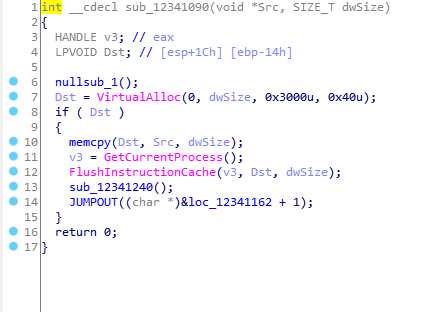 1 int __cdecl sub_12341090(void *Src, SIZE_T dwSize)
2 {
3 HANDLE v3; // eax
4 LPVOID Dst; // [esp+1Ch] [ebp-14h]
5
6 nullsub_1();
7 Dst = VirtualAlloc(0, dwSize, 0x3000u, 0x40u);
8 if ( Dst )
9 {
10 memcpy(Dst, Src, dwSize);
11 v3 = GetCurrentProcess();
12 FlushInstructionCache(v3, Dst, dwSize);
13 sub_12341240();
14 JUMPOUT((char *)&loc_12341162 + 1);
15 }
16 return 0;
17 }